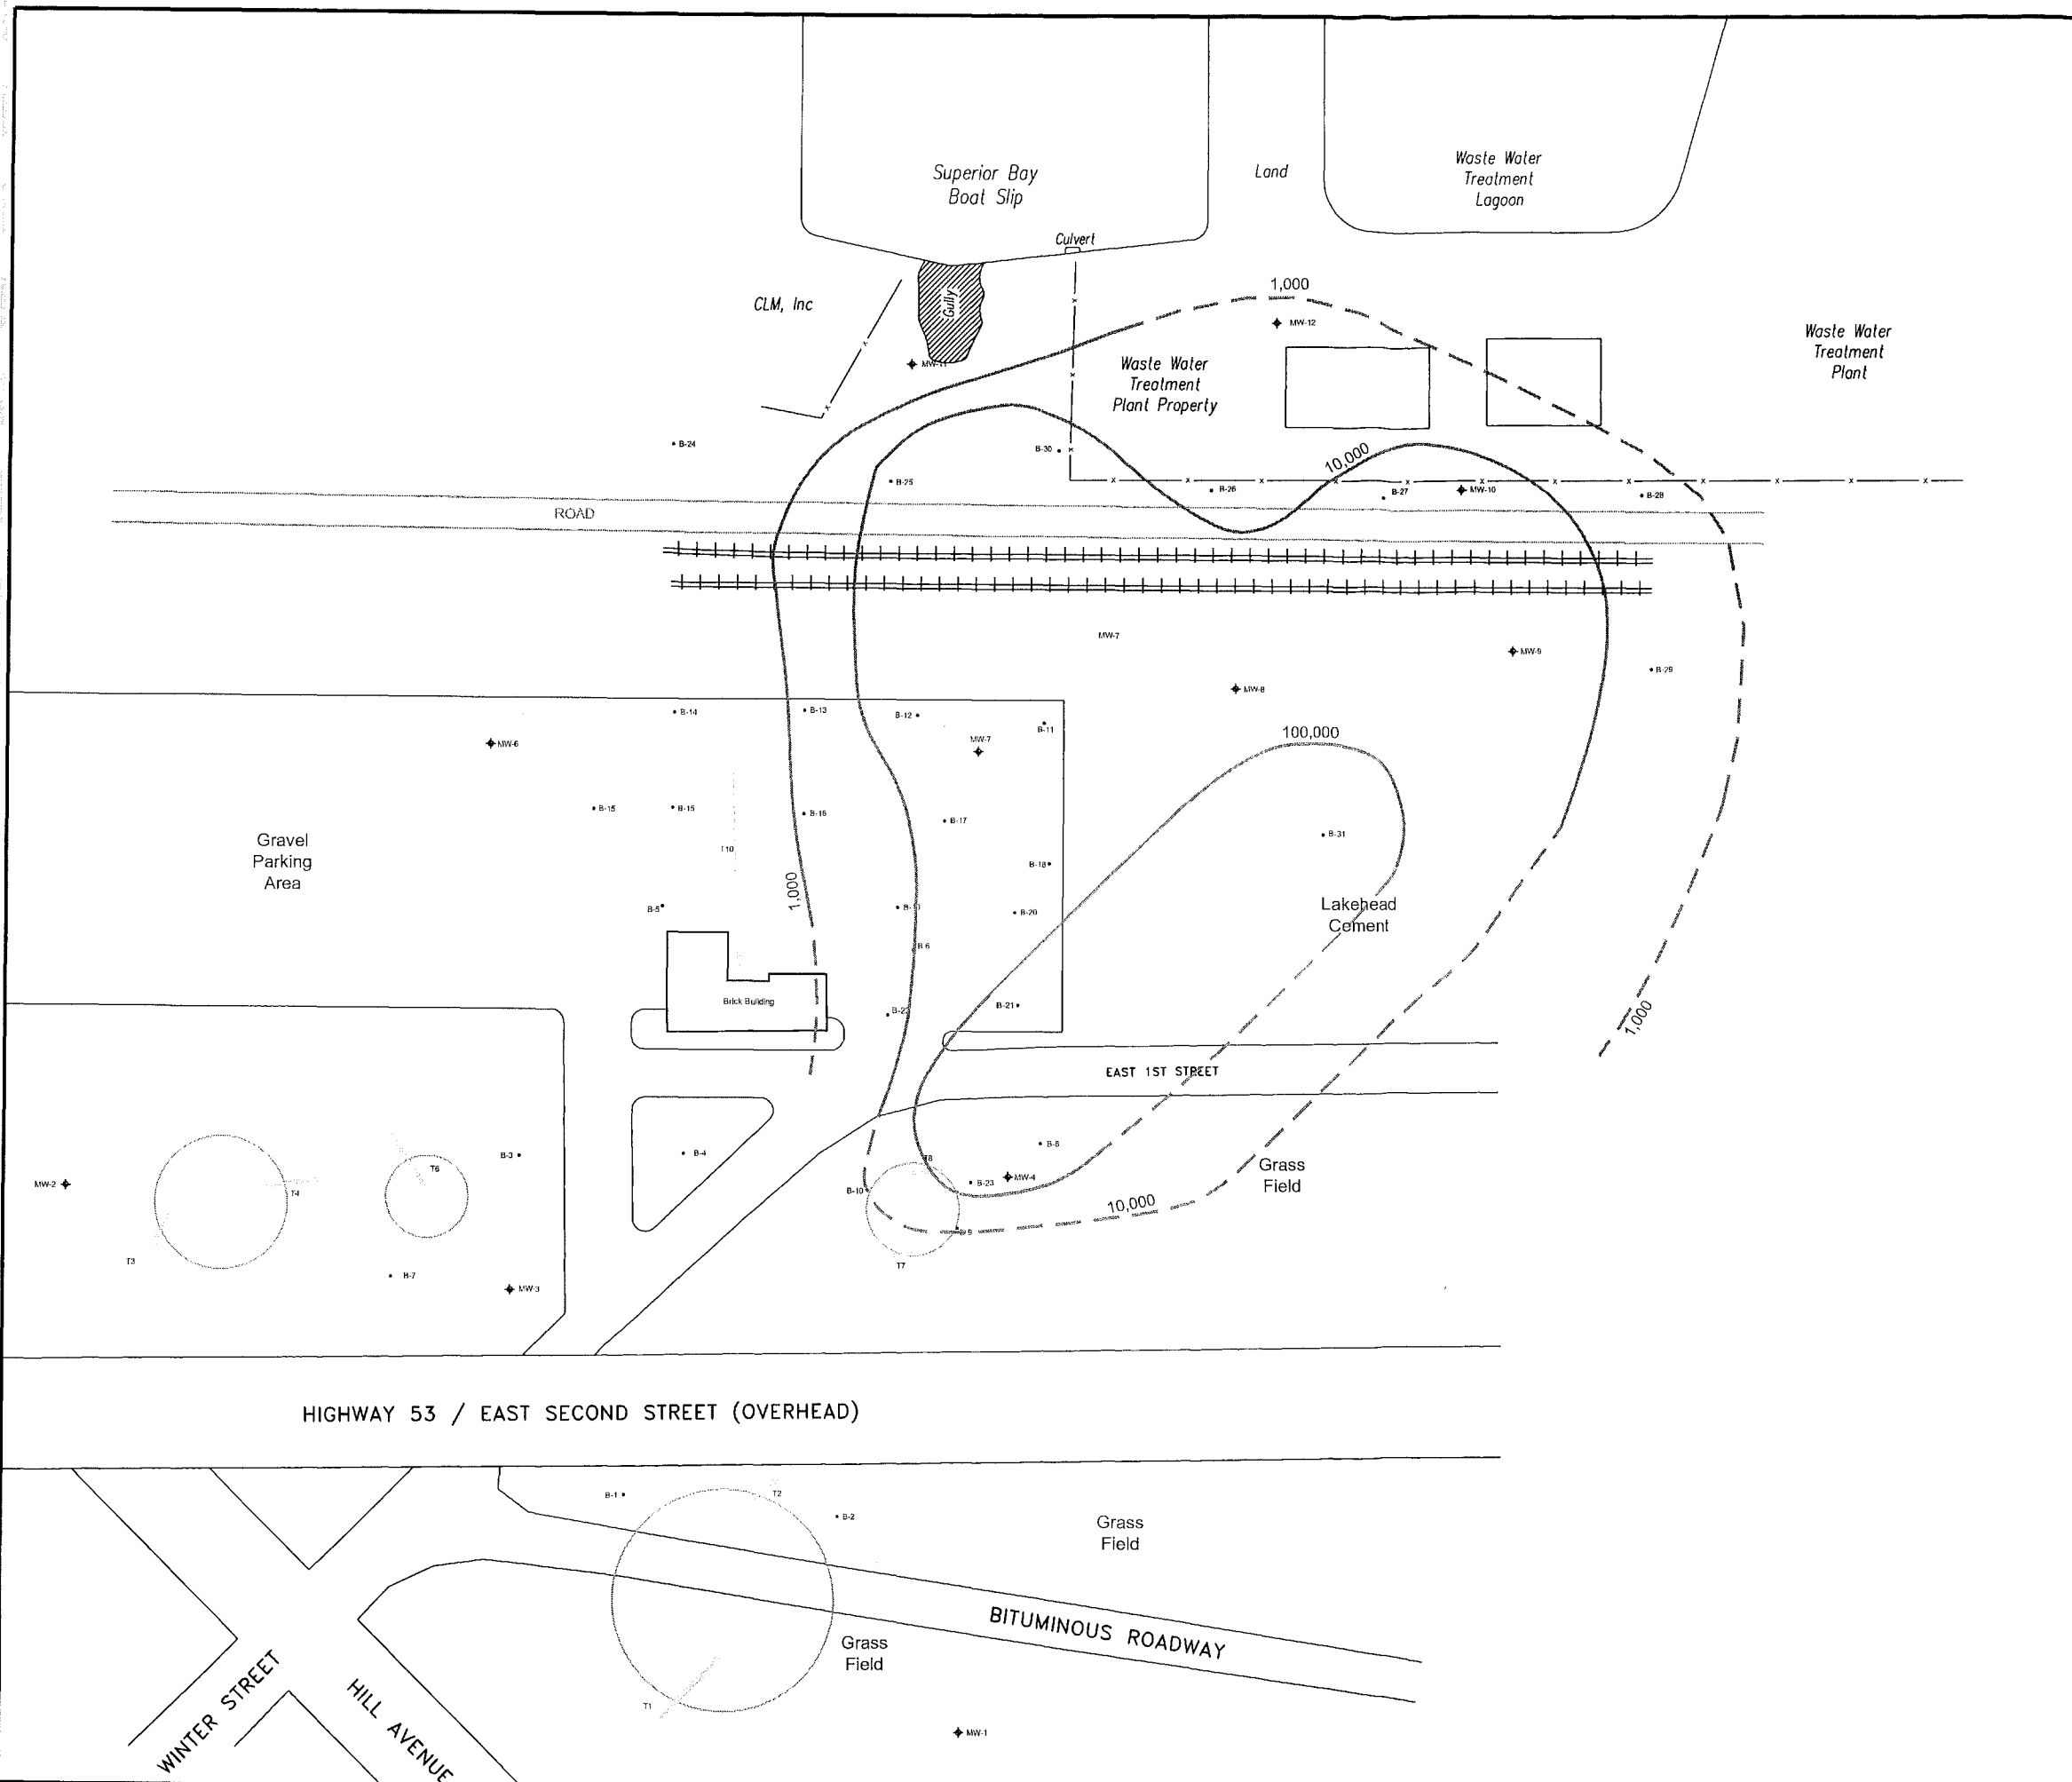 Superior Bay
Boat Slip
Land
Waste Water
Treatment
Lagoon
Culvert
CLM, Inc
Gully
1,000
MW-12
MW-11
Waste Water
Treatment
Plant Property
Waste Water
Treatment
Plant
B-24
B-30
10,000
B-25
B-26
B-27
MW-10
B-28
ROAD
MW-7
MW-9
B-29
MW-8
B-14
B-13
B-12
B-11
MW-6
MW-7
100,000
B-15
B-15
B-16
B-17
B-31
Gravel
Parking
Area
T10
B-18
1,000
B-5
B-20
Lakehead
Cement
B 6
Brick Building
B-21
B-22
1,000
EAST 1ST STREET
B-3
B-4
B-8
T6
T8
MW-2
T4
B-10
B-23
MW-4
Grass
Field
10,000
T3
B-7
MW-3
T7
HIGHWAY 53 / EAST SECOND STREET (OVERHEAD)
B-1
T2
B-2
Grass
Field
BITUMINOUS ROADWAY
Grass
Field
T1
MW-1
WINTER STREET
HILL AVENUE